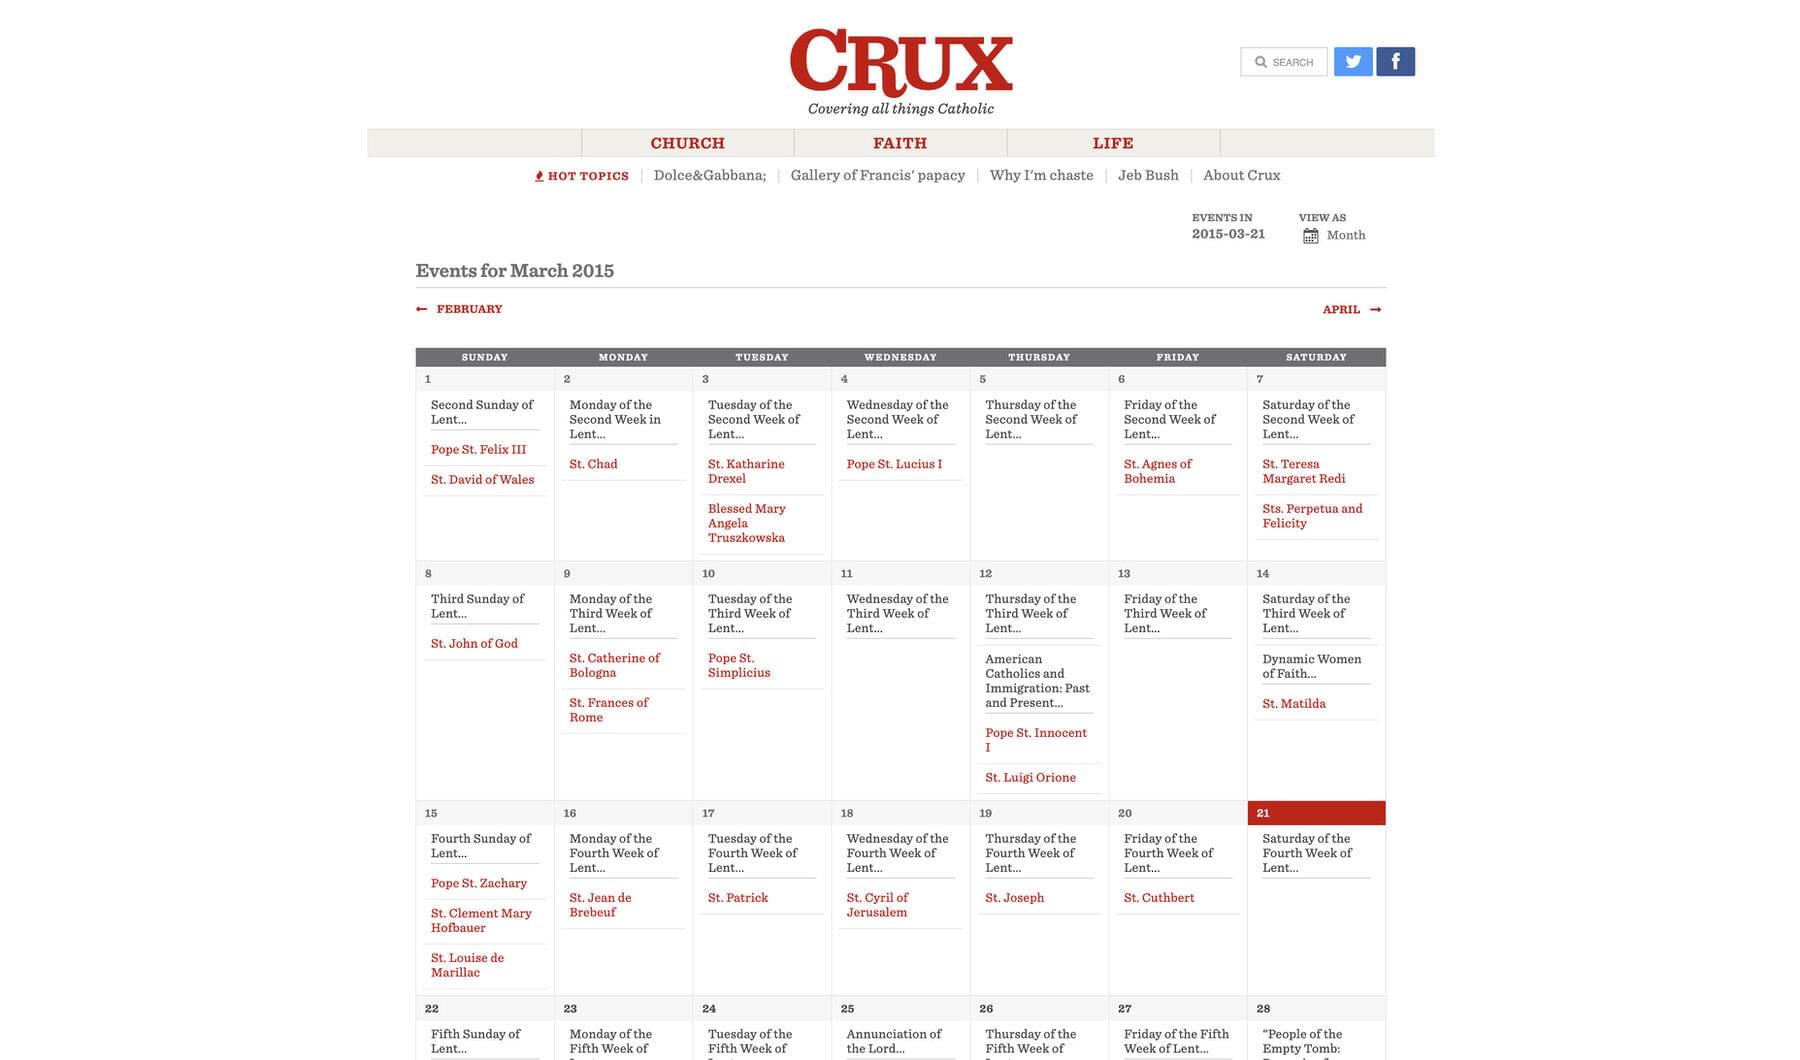 CRUX
Covering all things Catholic
SEARCH
CHURCH
FAITH
LIFE
HOT TOPICS
Dolce&Gabbana;
Gallery of Francis' papacy
Why I'm chaste
Jeb Bush
About Crux
EVENTS IN
2015-03-21
VIEW AS
Month
Events for March 2015
FEBRUARY
APRIL
SUNDAY
MONDAY
TUESDAY
WEDNESDAY
THURSDAY
FRIDAY
SATURDAY
1
Second Sunday of
Lent...
Pope St. Felix III
St. David of Wales
2
Monday of the
Second Week in
Lent...
St. Chad
3
Tuesday of the
Second Week of
Lent...
St. Katharine
Drexel
Blessed Mary
Angela
Truszkowska
4
Wednesday of the
Second Week of
Lent...
Pope St. Lucius I
5
Thursday of the
Second Week of
Lent...
6
Friday of the
Second Week of
Lent...
St. Agnes of
Bohemia
7
Saturday of the
Second Week of
Lent...
St. Teresa
Margaret Redi
Sts. Perpetua and
Felicity
8
Third Sunday of
Lent...
St. John of God
9
Monday of the
Third Week of
Lent...
St. Catherine of
Bologna
St. Frances of
Rome
10
Tuesday of the
Third Week of
Lent...
Pope St.
Simplicius
11
Wednesday of the
Third Week of
Lent...
12
Thursday of the
Third Week of
Lent...
American
Catholics and
Immigration: Past
and Present...
Pope St. Innocent
I
St. Luigi Orione
13
Friday of the
Third Week of
Lent...
14
Saturday of the
Third Week of
Lent...
Dynamic Women
of Faith...
St. Matilda
15
Fourth Sunday of
Lent...
Pope St. Zachary
St. Clement Mary
Hofbauer
St. Louise de
Marillac
16
Monday of the
Fourth Week of
Lent...
St. Jean de
Brebeuf
17
Tuesday of the
Fourth Week of
Lent...
St. Patrick
18
Wednesday of the
Fourth Week of
Lent...
St. Cyril of
Jerusalem
19
Thursday of the
Fourth Week of
Lent...
St. Joseph
20
Friday of the
Fourth Week of
Lent...
St. Cuthbert
21
Saturday of the
Fourth Week of
Lent...
22
Fifth Sunday of
Lent...
23
Monday of the
Fifth Week of
24
Tuesday of the
Fifth Week of
25
Annunciation of
the Lord...
26
Thursday of the
Fifth Week of
27
Friday of the Fifth
Week of Lent...
28
“People of the
Empty Tomb: